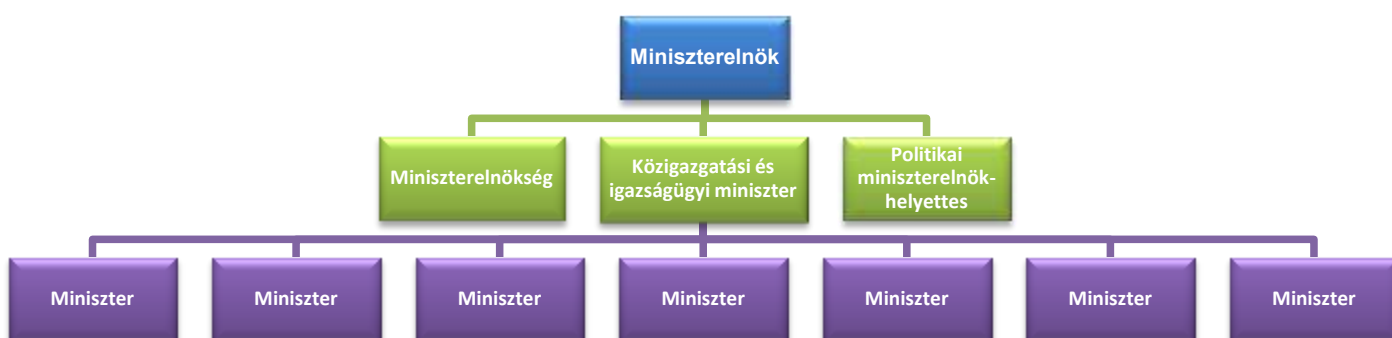 Miniszterelnök
Miniszterelnökség
Közigazgatási és
igazságügyi miniszter
Politikai
miniszterelnök-
helyettes
Miniszter
Miniszter
Miniszter
Miniszter
Miniszter
Miniszter
Miniszter